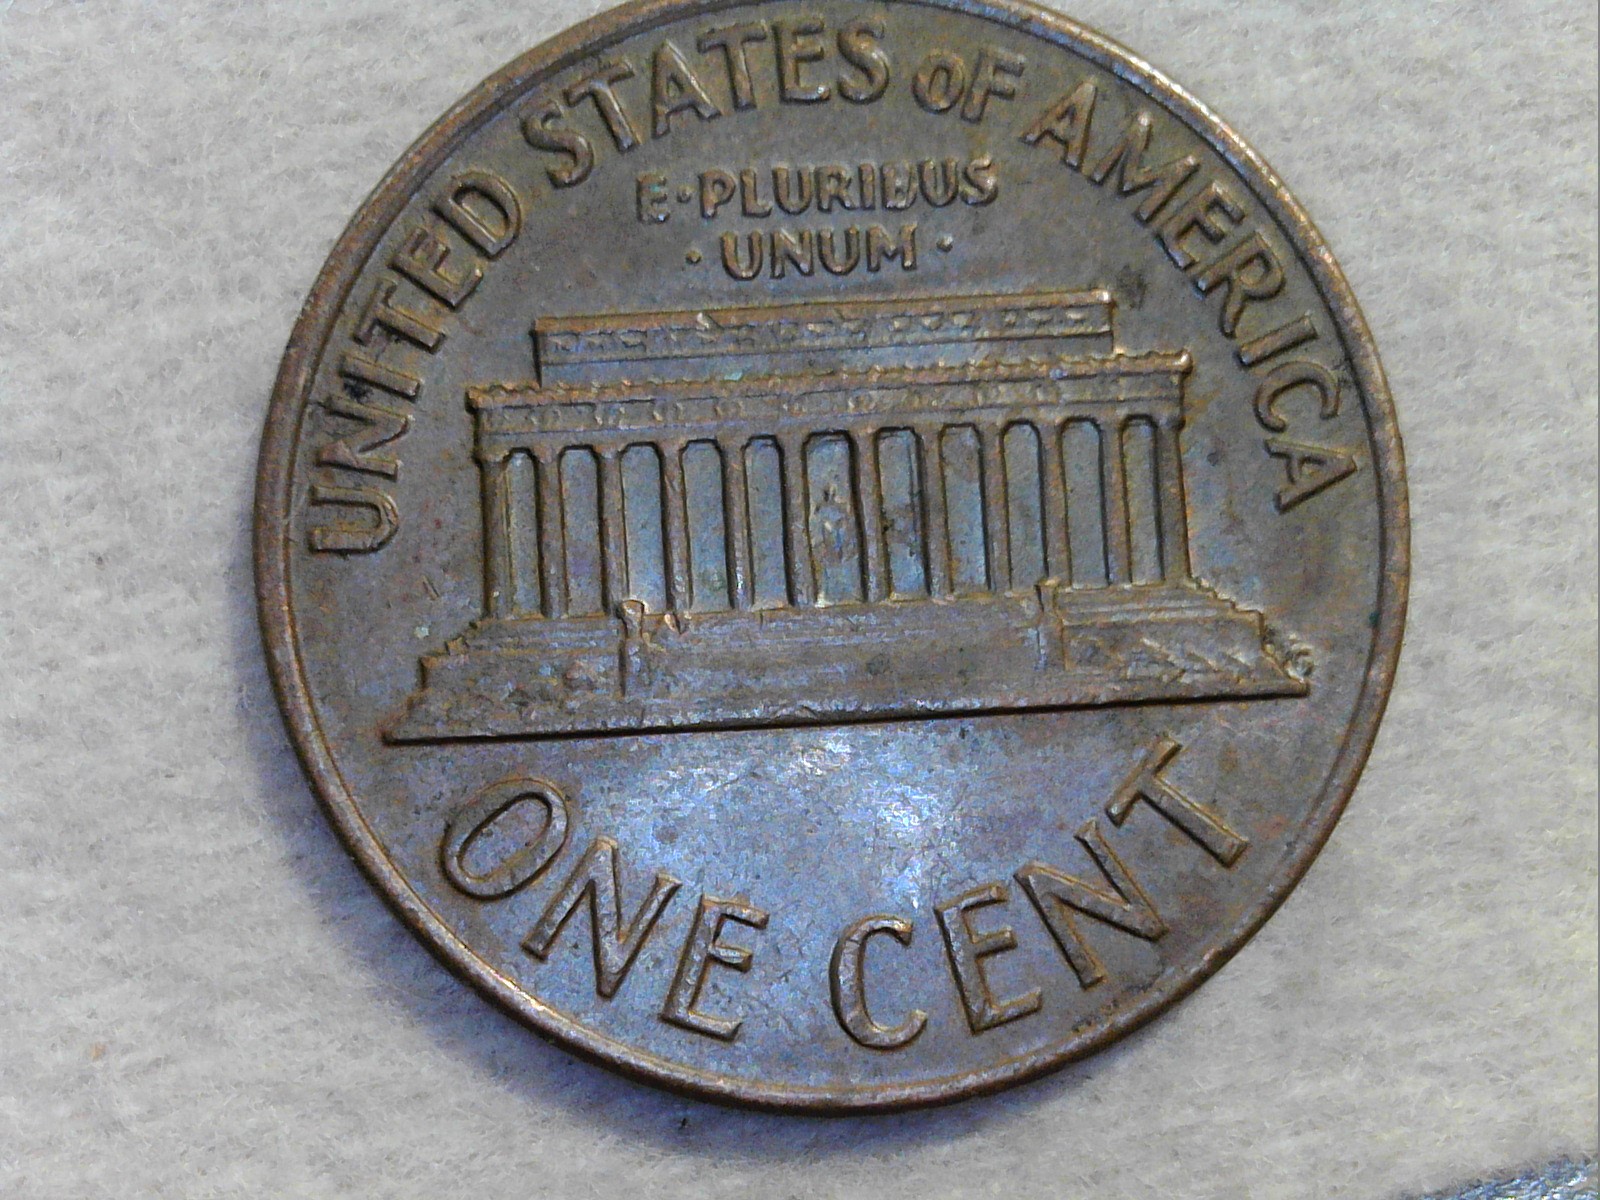 UNITED STATES OF AMERICA
E·PLURIBUS
·UNUM·
ONE CENT